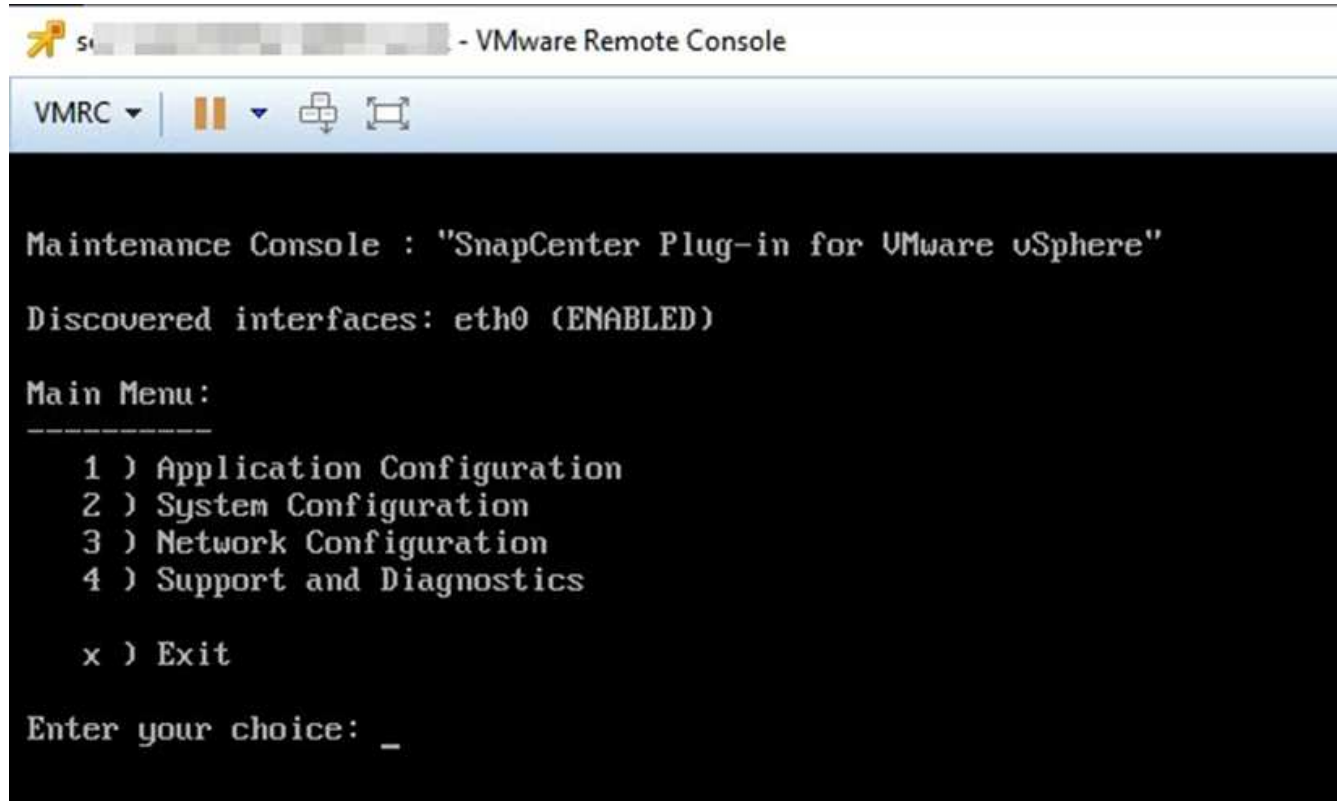 - VMware Remote Console
VMRC
Maintenance Console : "SnapCenter Plug-in for VMware vSphere"
Discovered interfaces: eth0 (ENABLED)
Main Menu:
----------
1 ) Application Configuration
2 ) System Configuration
3 ) Network Configuration
4 ) Support and Diagnostics
x ) Exit
Enter your choice: _